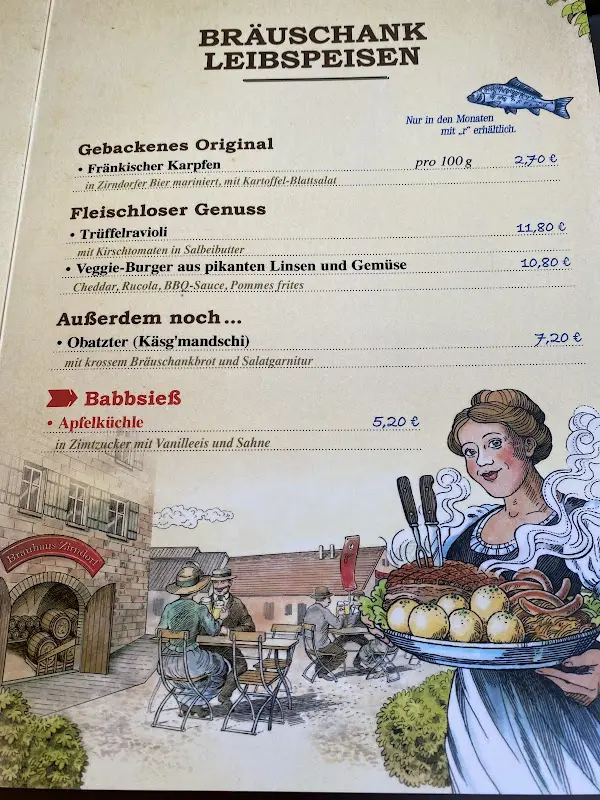 BRÄUSCHANK
LEIBSPEISEN
Nur in den Monaten
mit „r" erhältlich.
Gebackenes Original
• Fränkischer Karpfen pro 100 g 2,70 €
in Zirndorfer Bier mariniert, mit Kartoffel-Blattsalat
Fleischloser Genuss
• Trüffelravioli 11,80 €
mit Kirschtomaten in Salbeibutter
• Veggie-Burger aus pikanten Linsen und Gemüse 10,80 €
Cheddar, Rucola, BBQ-Sauce, Pommes frites
Außerdem noch...
• Obatzter (Käsg'mandschi) 7,20 €
mit krossem Bräuschankbrot und Salatgarnitur
Babbsieß
• Apfelküchle 5,20 €
in Zimtzucker mit Vanilleeis und Sahne
Brauhaus Zirndorf